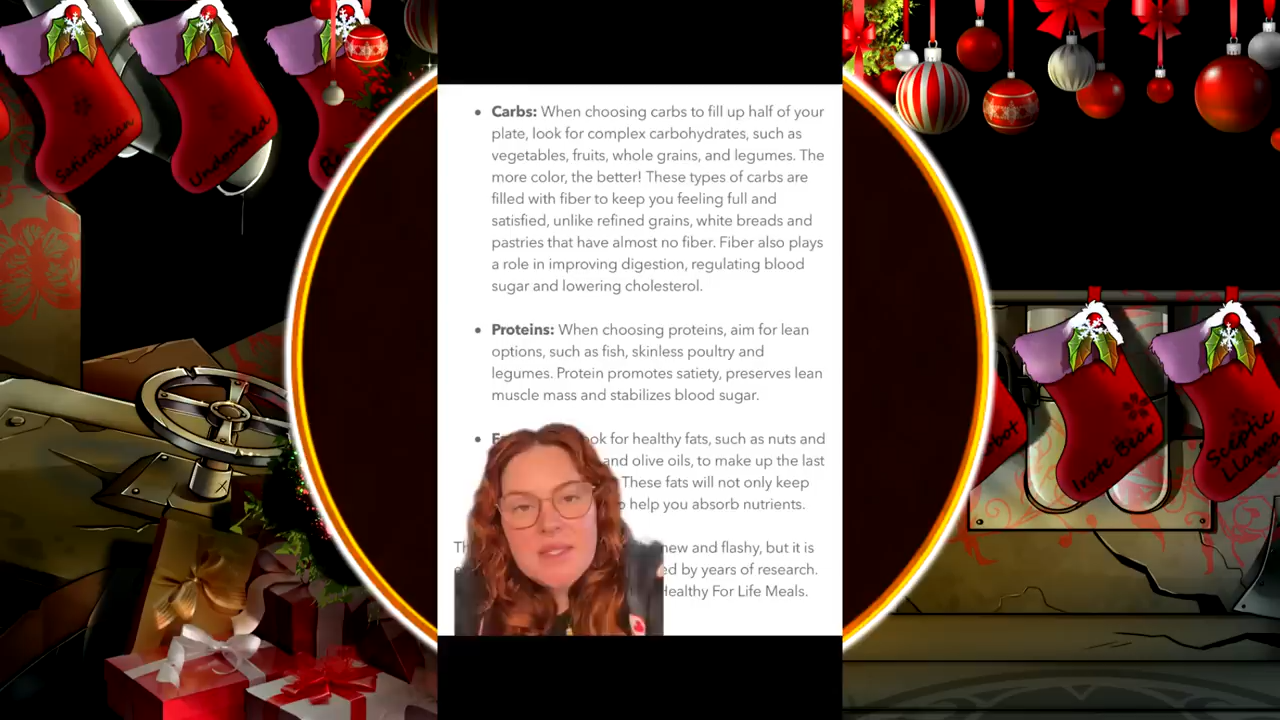 Satiratician
Undoomed
Carbs: When choosing carbs to fill up half of your
plate, look for complex carbohydrates, such as
vegetables, fruits, whole grains, and legumes. The
more color, the better! These types of carbs are
filled with fiber to keep you feeling full and
satisfied, unlike refined grains, white breads and
pastries that have almost no fiber. Fiber also plays
a role in improving digestion, regulating blood
sugar and lowering cholesterol.
Proteins: When choosing proteins, aim for lean
options, such as fish, skinless poultry and
legumes. Protein promotes satiety, preserves lean
muscle mass and stabilizes blood sugar.
for healthy fats, such as nuts and
and olive oils, to make up the last
These fats will not only keep
help you absorb nutrients.
new and flashy, but it is
by years of research.
Healthy For Life Meals.
Irate Bear
Sceptic
Llama